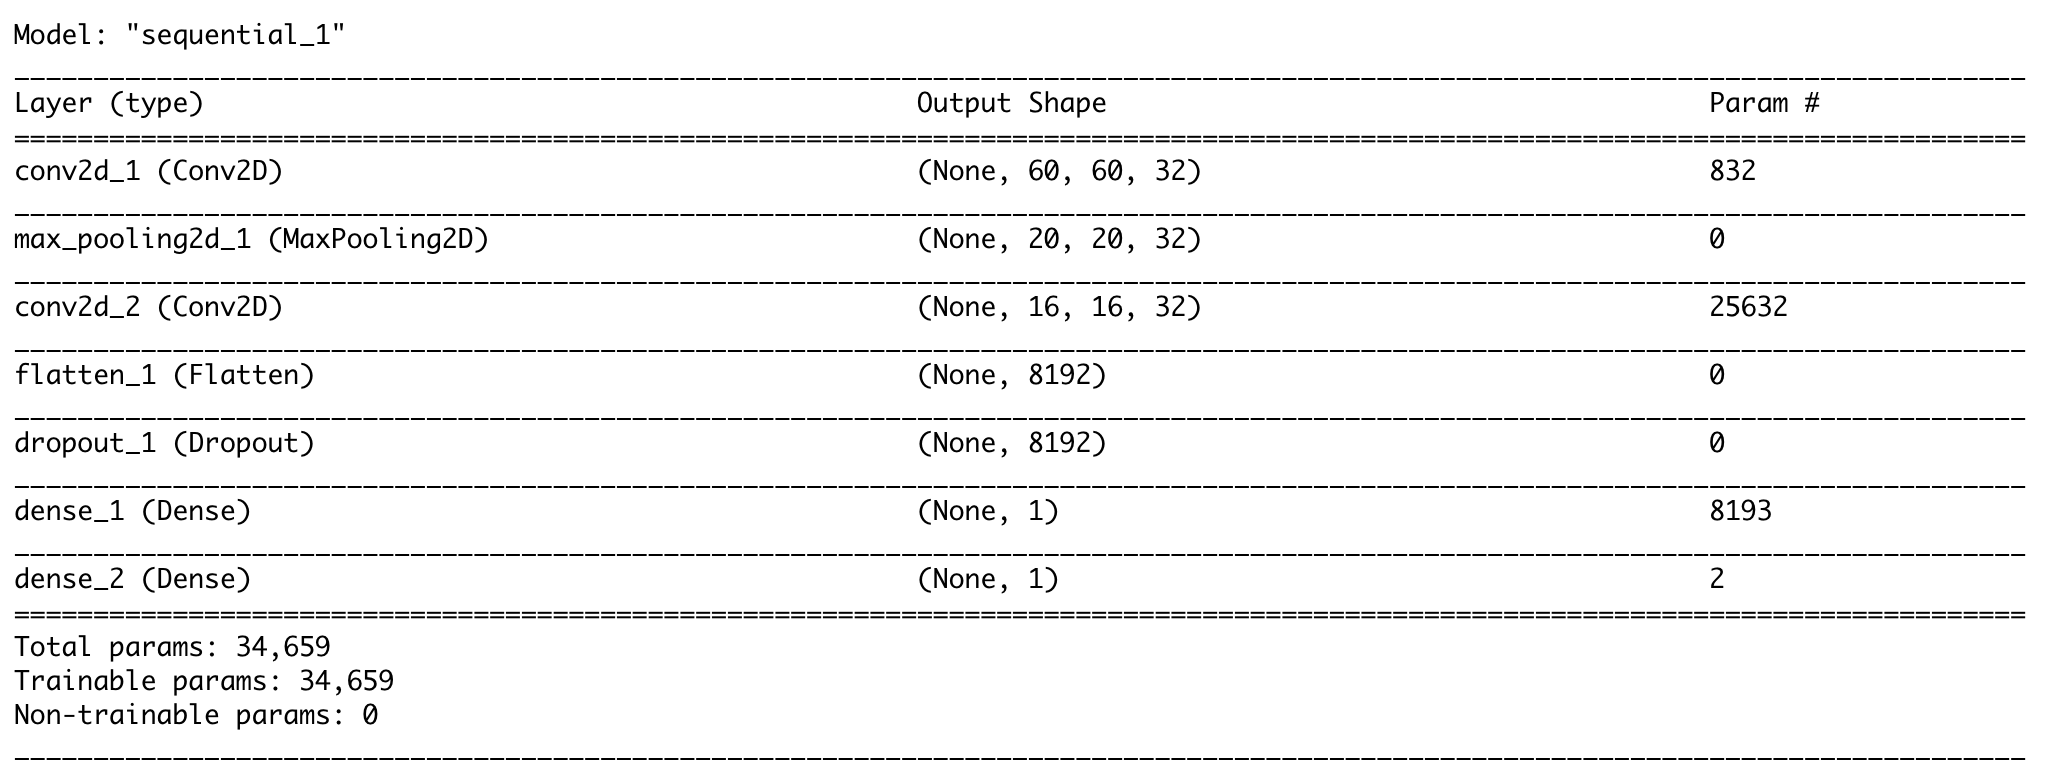 Model: "sequential_1"
Layer (type) Output Shape Param #
conv2d_1 (Conv2D) (None, 60, 60, 32) 832
max_pooling2d_1 (MaxPooling2D) (None, 20, 20, 32) 0
conv2d_2 (Conv2D) (None, 16, 16, 32) 25632
flatten_1 (Flatten) (None, 8192) 0
dropout_1 (Dropout) (None, 8192) 0
dense_1 (Dense) (None, 1) 8193
dense_2 (Dense) (None, 1) 2
Total params: 34,659
Trainable params: 34,659
Non-trainable params: 0